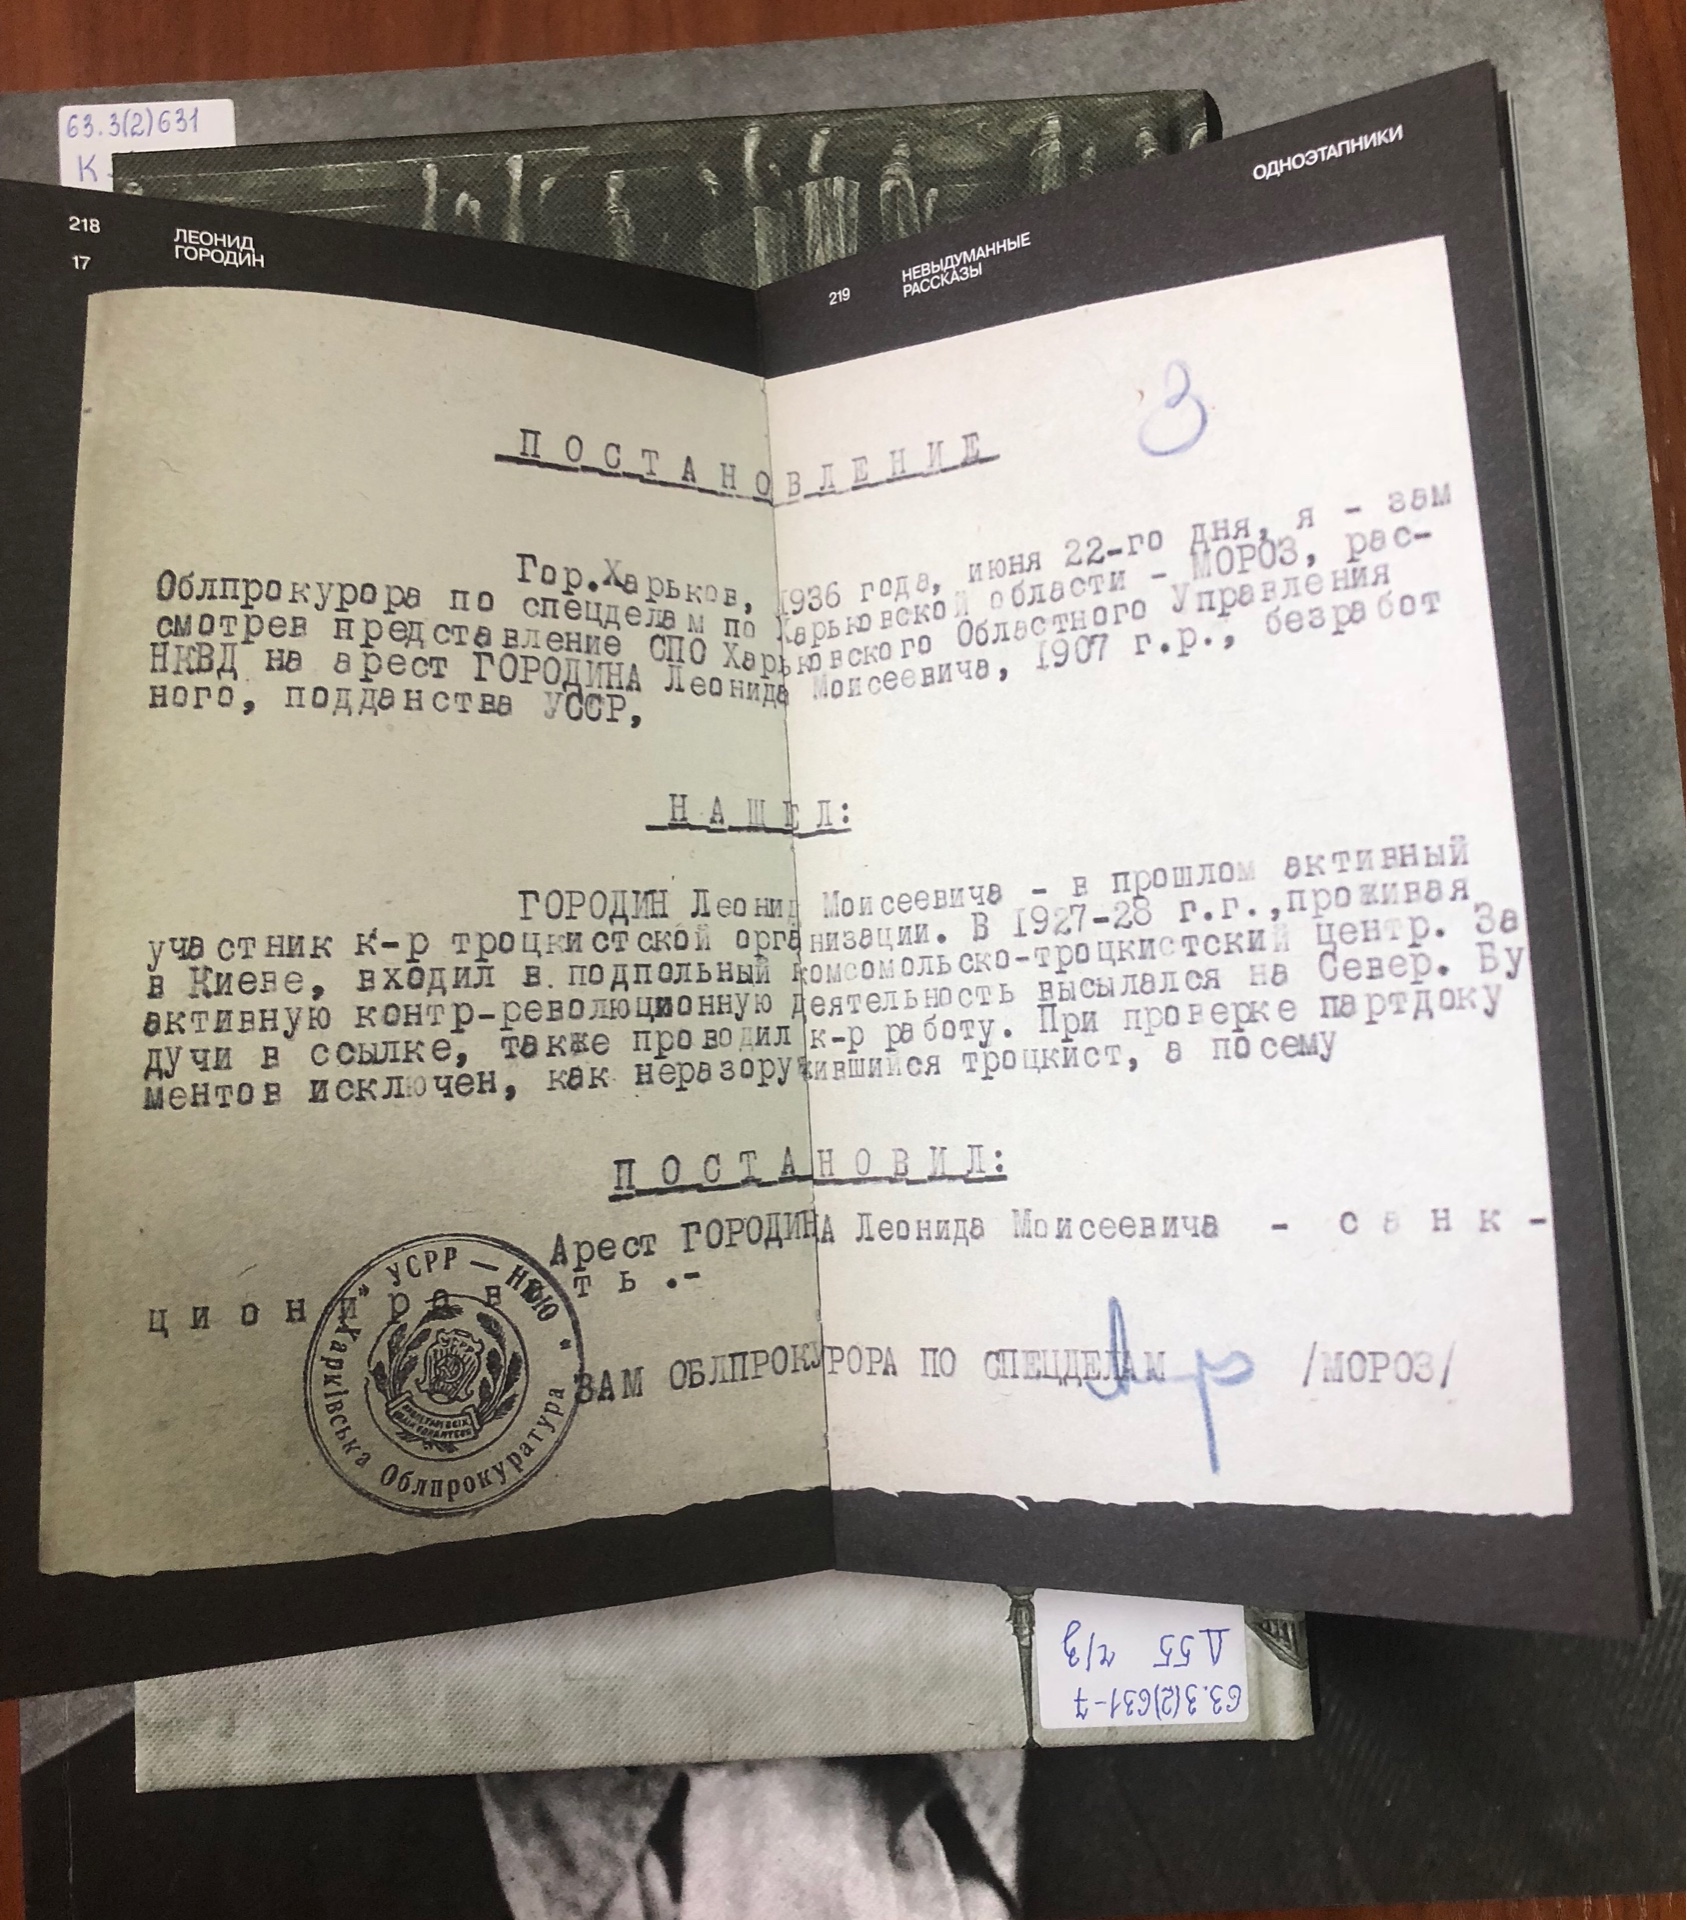 63.3(2)631
К
218
17
ЛЕОНИД
ГОРОДИН
219
НЕВЫДУМАННЫЕ
РАССКАЗЫ
ОДНОЭТАПНИКИ
3
ПОСТАНОВЛЕНИЕ
Гор.Харьков, 1936 года, июня 22-го дня, я - зам
Облпрокурора по спецделам по Харьковской области - МОРОЗ, рас-
смотрев представление СПО Харьковского Областного Управления
НКВД на арест ГОРОДИНА Леонида Моисеевича, 1907 г.р., безработ
ного, подданства УССР,
НАШЕЛ:
ГОРОДИН Леонид Моисеевича - в прошлом активный
участник к-р троцкистской организации. В 1927-28 г.г.,проживая
в Киеве, входил в подпольный комсомольско-троцкистский центр. За
активную контр-революционную деятельность высылался на Север. Бу
дучи в ссылке, также проводил к-р работу. При проверке партдоку
ментов исключен, как неразоружившийся троцкист, а посему
ПОСТАНОВИЛ:
Арест ГОРОДИНА Леонида Моисеевича - санк-
ционировать.-
ЗАМ ОБЛПРОКУРОРА ПО СПЕЦДЕЛАМ /МОРОЗ/
УСРР — НКЮ
Харківська Облпрокуратура
63.3(2)631-7
Д 55 ч/з